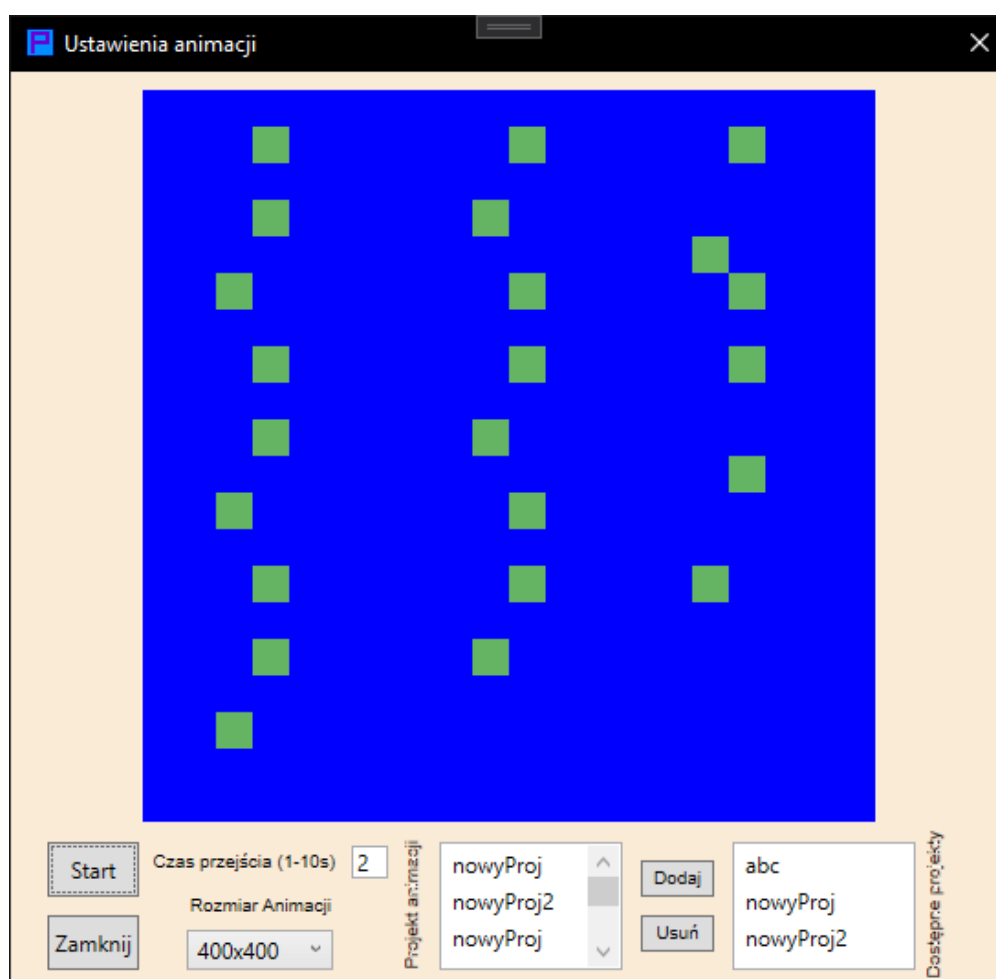 P Ustawienia animacji
Start
Zamknij
Czas przejścia (1-10s) 2
Rozmiar Animacji
400x400
Projekt animacji
nowyProj
nowyProj2
nowyProj
Dodaj
Usuń
abc
nowyProj
nowyProj2
Dostępne projekty